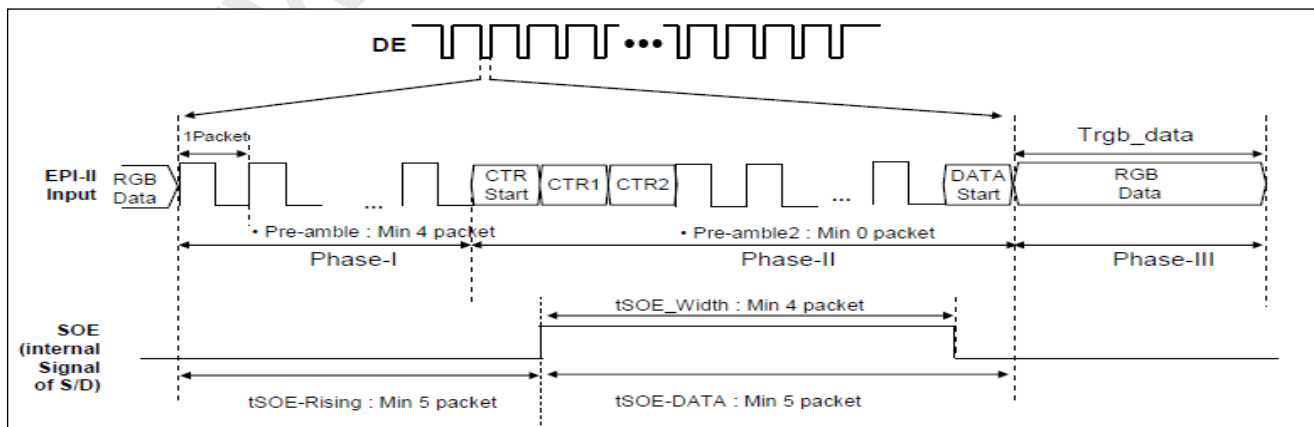 DE
1Packet
Trgb_data
EPI-II
Input
RGB
Data
...
CTR
Start
CTR1
CTR2
...
DATA
Start
RGB
Data
• Pre-amble : Min 4 packet
• Pre-amble2 : Min 0 packet
Phase-I
Phase-II
Phase-III
tSOE_Width : Min 4 packet
SOE
(internal
Signal
of S/D)
tSOE-Rising : Min 5 packet
tSOE-DATA : Min 5 packet